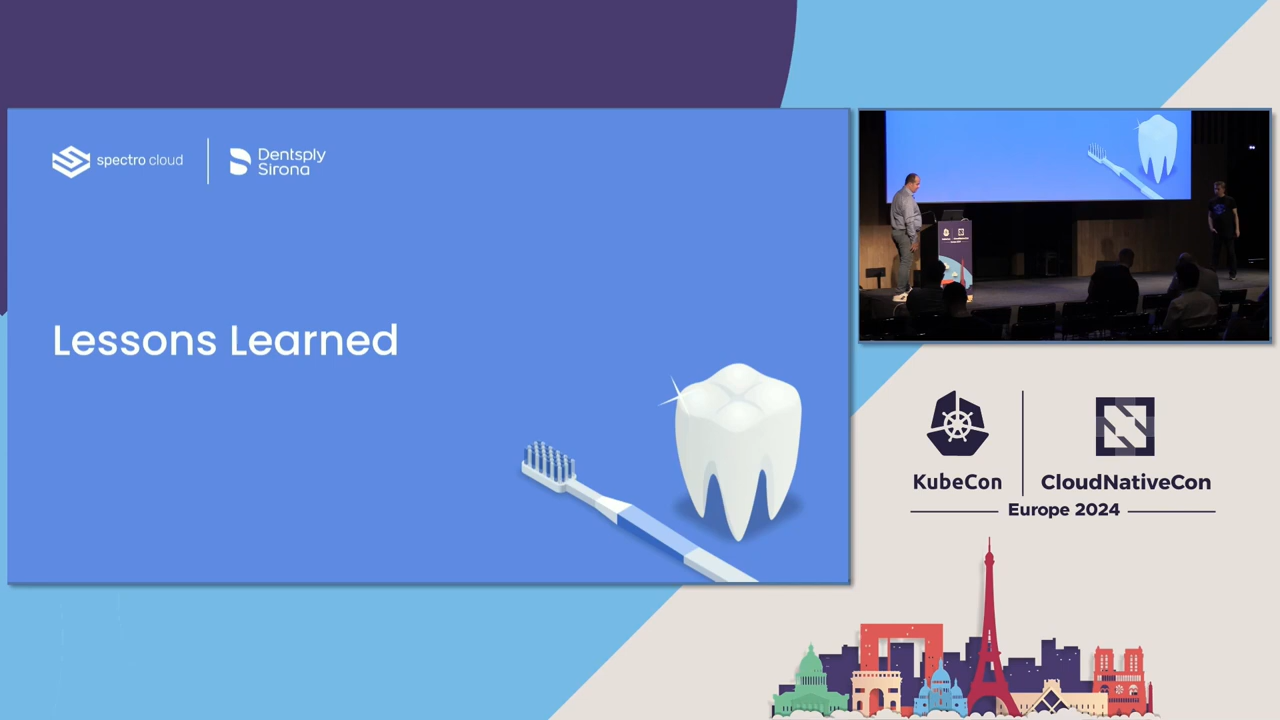 spectro cloud
Dentsply
Sirona
Lessons Learned
KubeCon
CloudNativeCon
Europe 2024